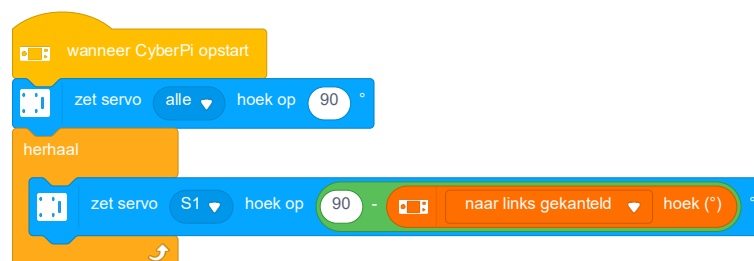 wanneer CyberPi opstart
zet servo alle hoek op 90 °
herhaal
zet servo S1 hoek op 90 - naar links gekanteld hoek (°) °